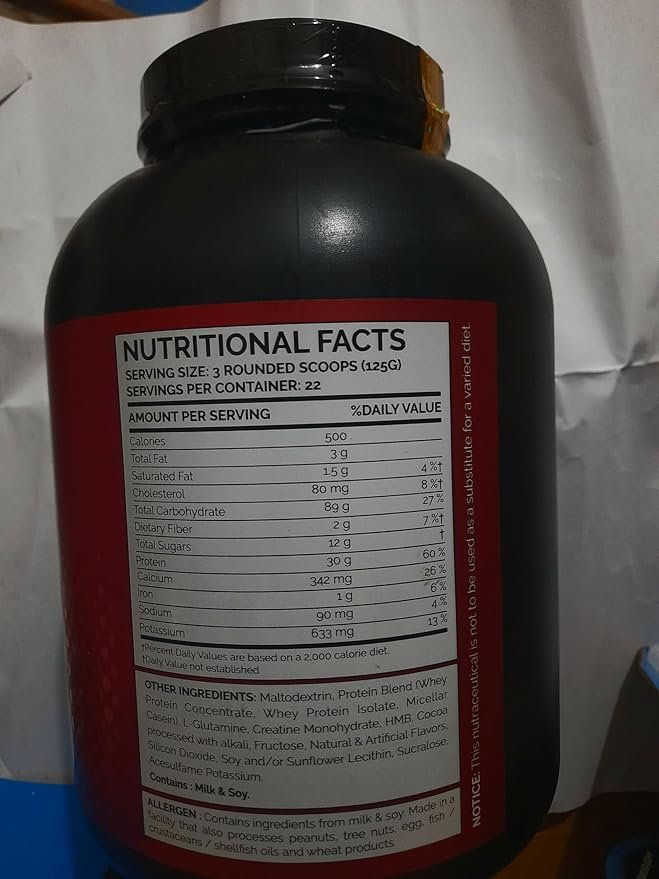 NUTRITIONAL FACTS
SERVING SIZE: 3 ROUNDED SCOOPS (125G)
SERVINGS PER CONTAINER: 22
AMOUNT PER SERVING %DAILY VALUE
Calories 500
Total Fat 3 g 4 %†
Saturated Fat 1.5 g 8 %†
Cholesterol 80 mg 27 %
Total Carbohydrate 89 g 7 %†
Dietary Fiber 2 g †
Total Sugars 12 g
Protein 30 g 60 %
Calcium 342 mg 26 %
Iron 1 g 6 %
Sodium 90 mg 4 %
Potassium 633 mg 13 %
†Percent Daily Values are based on a 2,000 calorie diet.
†Daily Value not established
OTHER INGREDIENTS: Maltodextrin, Protein Blend (Whey
Protein Concentrate, Whey Protein Isolate, Micellar
Casein), L-Glutamine, Creatine Monohydrate, HMB, Cocoa
processed with alkali, Fructose, Natural & Artificial Flavors,
Silicon Dioxide, Soy and/or Sunflower Lecithin, Sucralose,
Acesulfame Potassium.
Contains : Milk & Soy.
ALLERGEN : Contains ingredients from milk & soy. Made in a
facility that also processes peanuts, tree nuts, egg, fish /
crustaceans / shellfish oils and wheat products.
NOTICE: This nutraceutical is not to be used as a substitute for a varied diet.